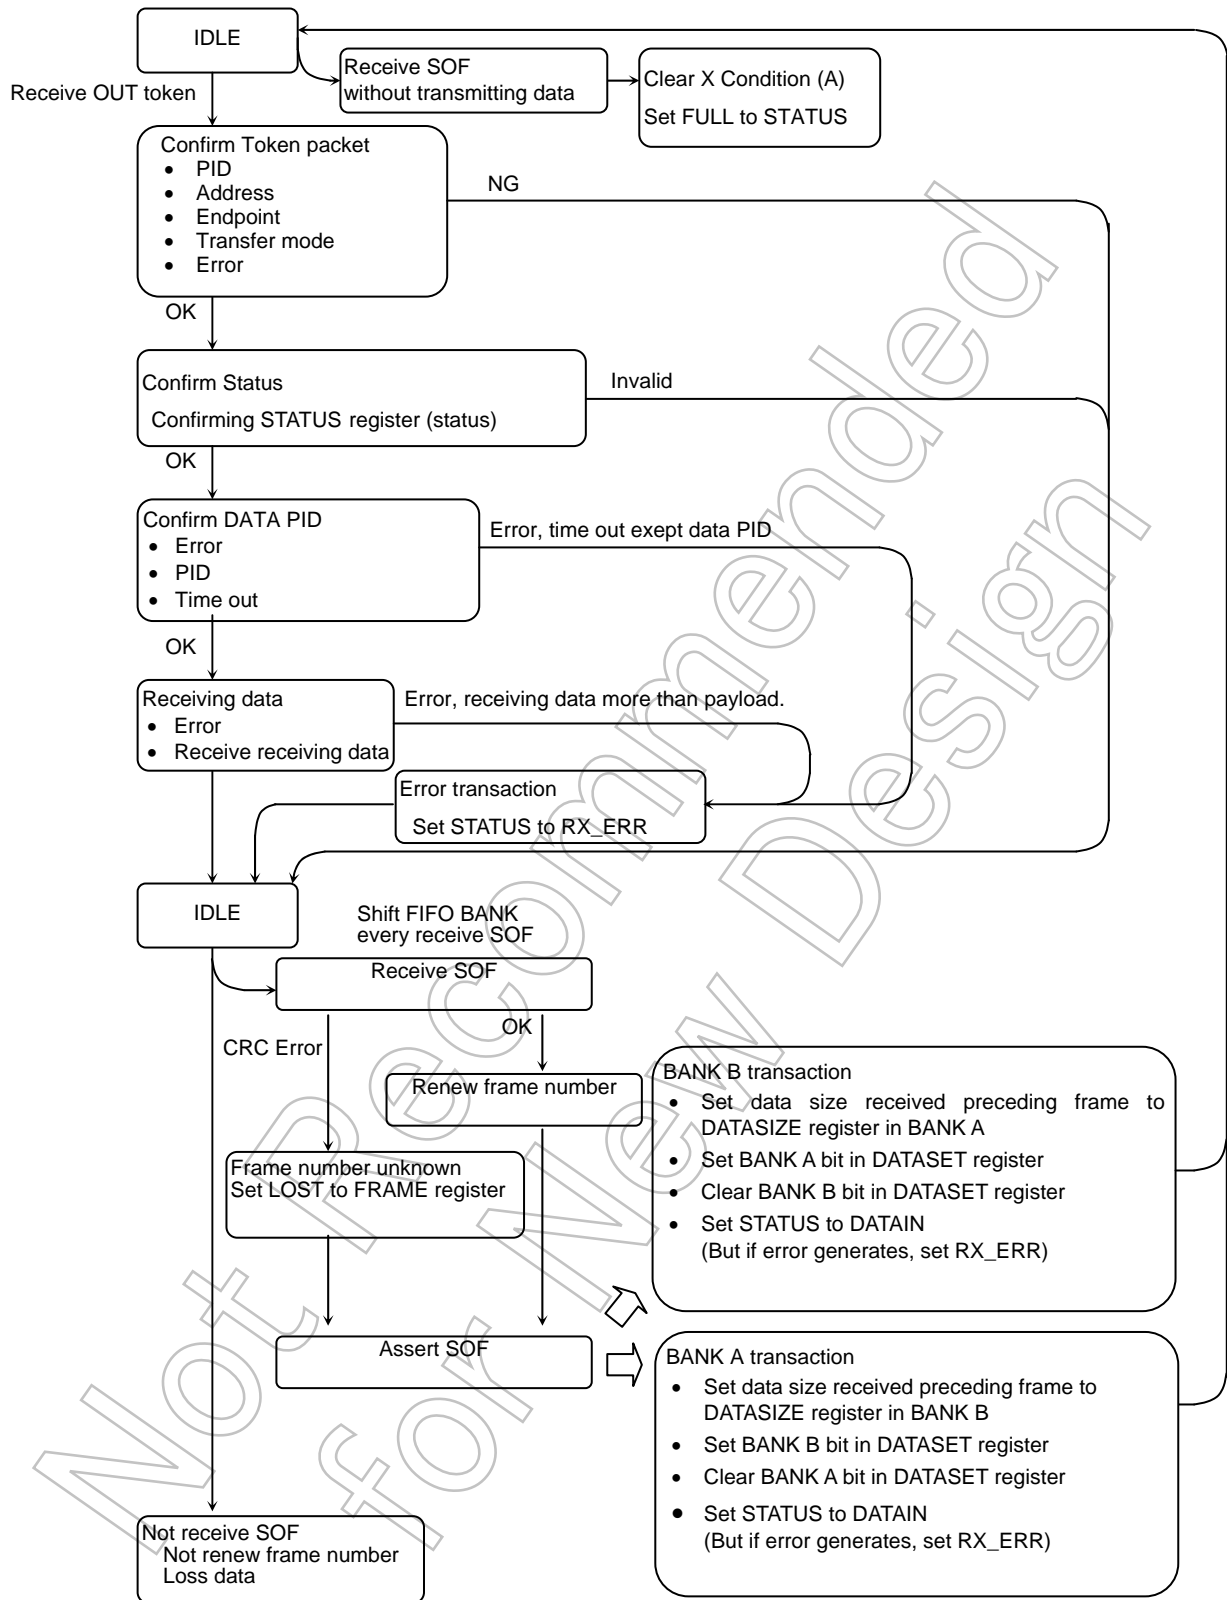 IDLE
Receive SOF
without transmitting data
Clear X Condition (A)
Set FULL to STATUS
Receive OUT token
Confirm Token packet
• PID
• Address
• Endpoint
• Transfer mode
• Error
NG
OK
Confirm Status
Confirming STATUS register (status)
Invalid
OK
Confirm DATA PID
• Error
• PID
• Time out
Error, time out exept data PID
OK
Receiving data
• Error
• Receive receiving data
Error, receiving data more than payload.
Error transaction
Set STATUS to RX_ERR
IDLE
Shift FIFO BANK
every receive SOF
Receive SOF
CRC Error
OK
Renew frame number
Frame number unknown
Set LOST to FRAME register
Assert SOF
BANK B transaction
• Set data size received preceding frame to
DATASIZE register in BANK A
• Set BANK A bit in DATASET register
• Clear BANK B bit in DATASET register
• Set STATUS to DATAIN
(But if error generates, set RX_ERR)
BANK A transaction
• Set data size received preceding frame to
DATASIZE register in BANK B
• Set BANK B bit in DATASET register
• Clear BANK A bit in DATASET register
• Set STATUS to DATAIN
(But if error generates, set RX_ERR)
Not receive SOF
Not renew frame number
Loss data
Not Recommended
for New Design